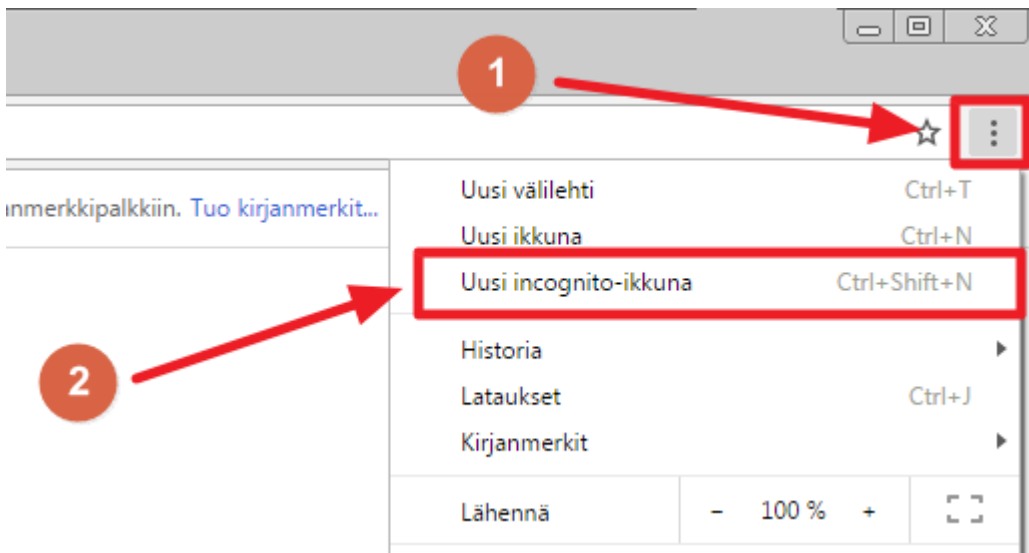 1
anmerkkipalkkiin. Tuo kirjanmerkit...
Uusi välilehti Ctrl+T
Uusi ikkuna Ctrl+N
Uusi incognito-ikkuna Ctrl+Shift+N
2
Historia
Lataukset Ctrl+J
Kirjanmerkit
Lähennä - 100 % +